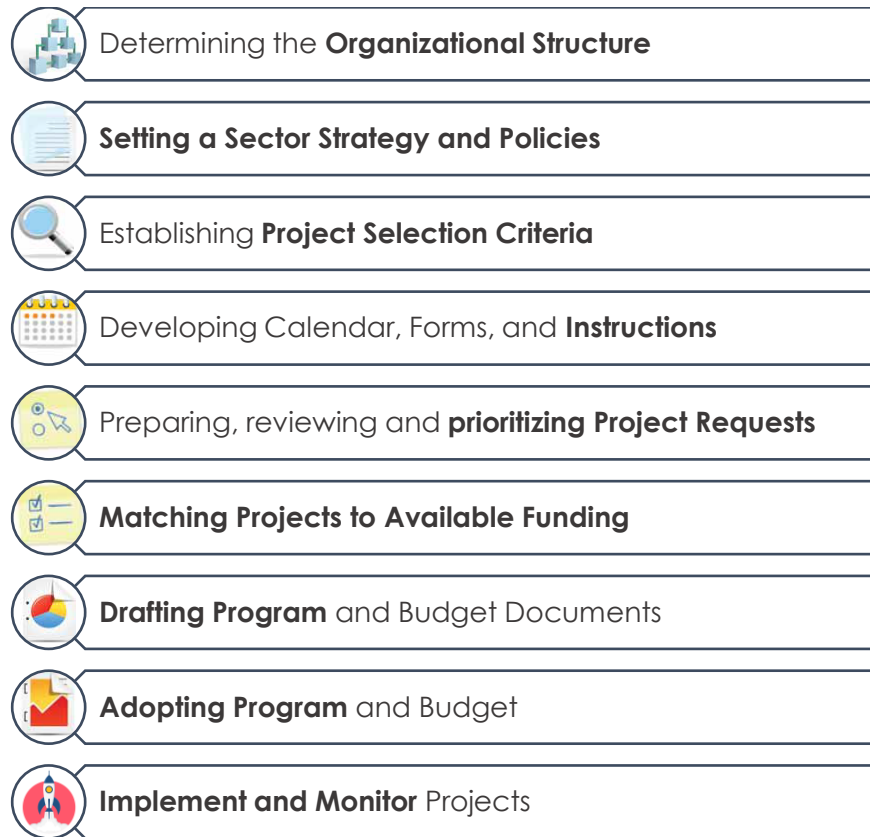 Determining the Organizational Structure
Setting a Sector Strategy and Policies
Establishing Project Selection Criteria
Developing Calendar, Forms, and Instructions
Preparing, reviewing and prioritizing Project Requests
Matching Projects to Available Funding
Drafting Program and Budget Documents
Adopting Program and Budget
Implement and Monitor Projects